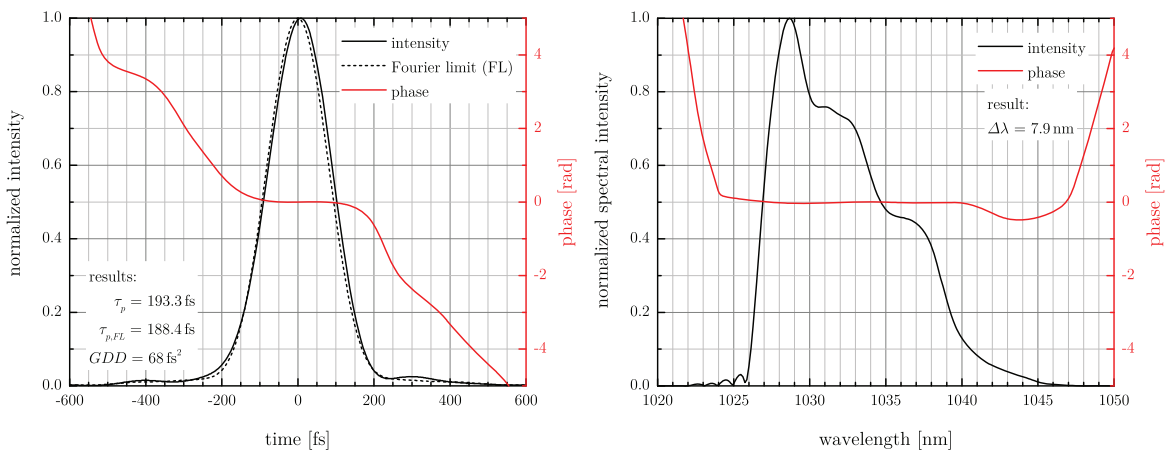 normalized intensity
1.0
0.8
0.6
0.4
0.2
0.0
-600
-400
-200
0
200
400
600
time [fs]
4
2
0
-2
-4
phase [rad]
intensity
Fourier limit (FL)
phase
results:
τp = 193.3 fs
τp,FL = 188.4 fs
GDD = 68 fs²
normalized spectral intensity
1.0
0.8
0.6
0.4
0.2
0.0
1020
1025
1030
1035
1040
1045
1050
wavelength [nm]
4
2
0
-2
-4
phase [rad]
intensity
phase
result:
Δλ = 7.9 nm